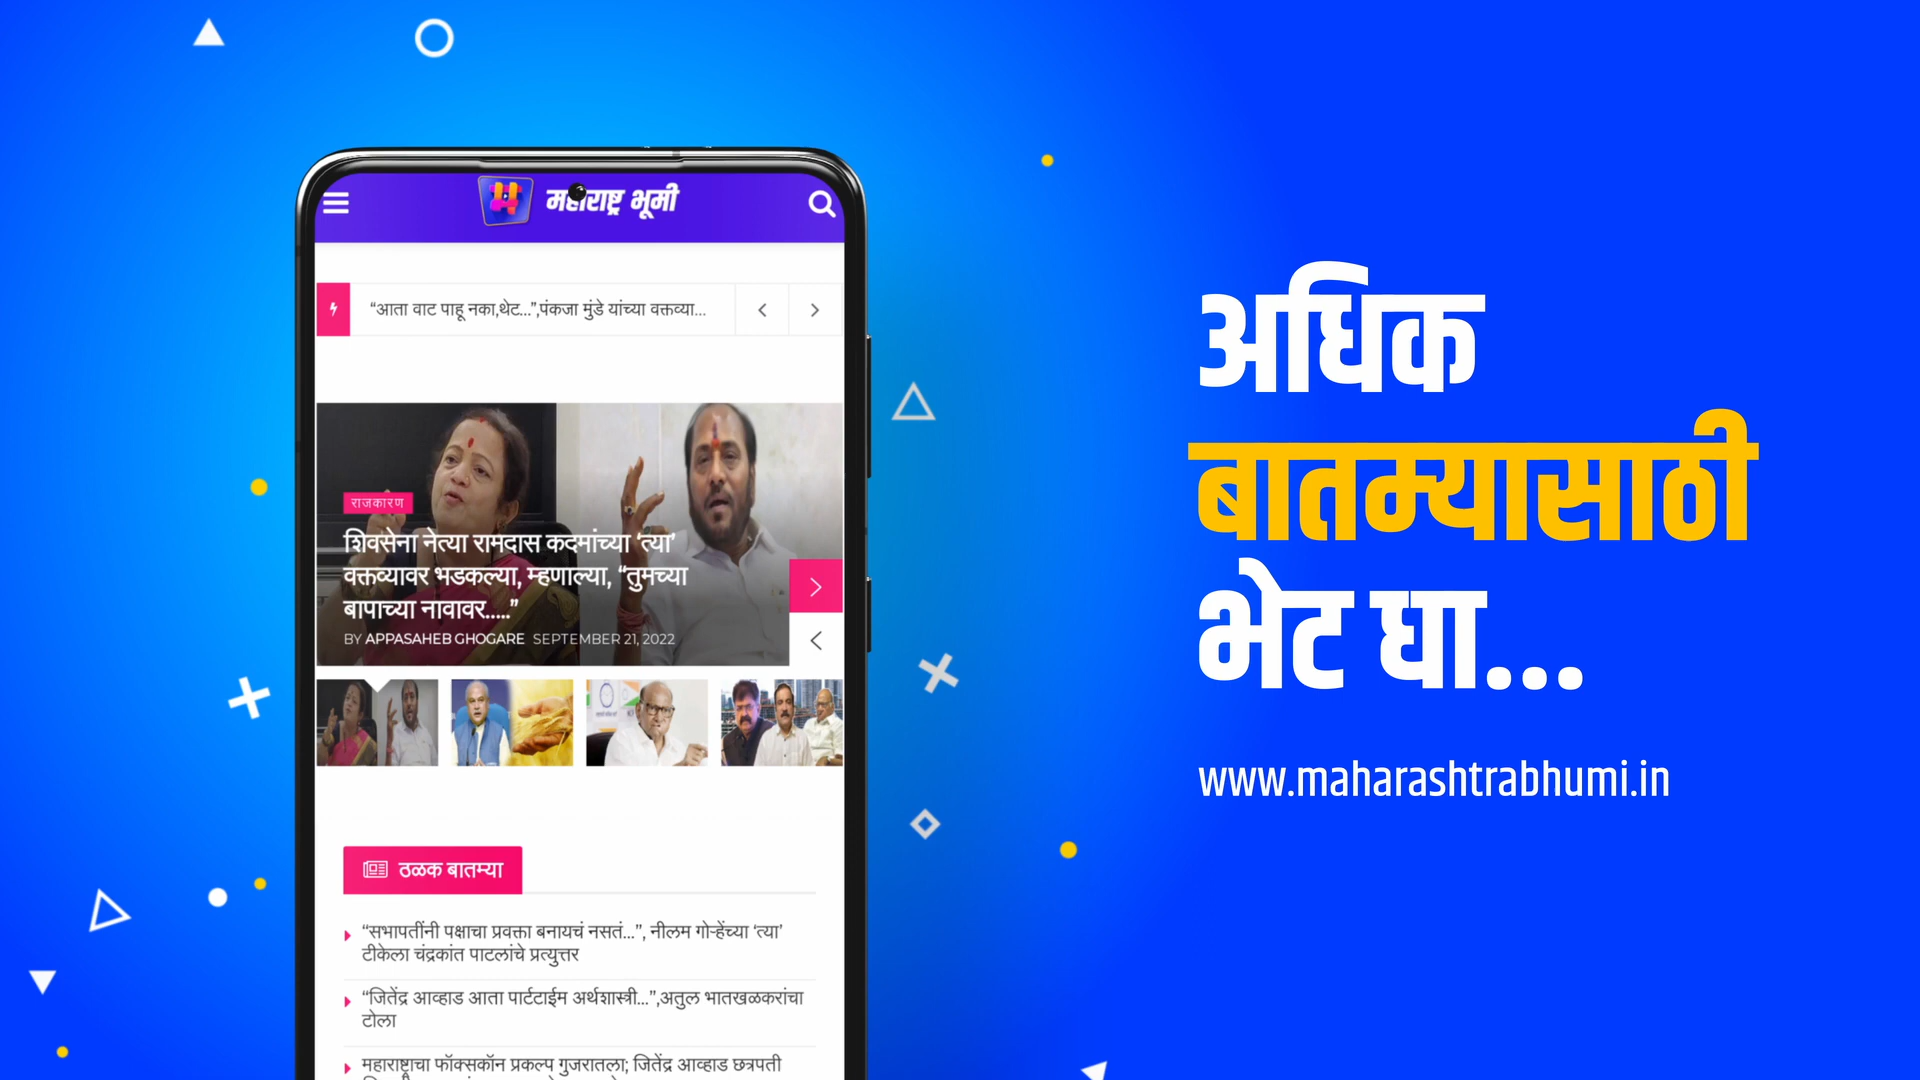 महाराष्ट्र भूमी
“आता वाट पाहू नका,थेट...”,पंकजा मुंडे यांच्या वक्तव्या...
राजकारण
शिवसेना नेत्या रामदास कदमांच्या ‘त्या’
वक्तव्यावर भडकल्या, म्हणाल्या, “तुमच्या
बापाच्या नावावर.....”
BY APPASAHEB GHOGARE SEPTEMBER 21, 2022
ठळक बातम्या
“सभापतींनी पक्षाचा प्रवक्ता बनायचं नसतं...”, नीलम गोऱ्हेंच्या ‘त्या’
टीकेला चंद्रकांत पाटलांचे प्रत्युत्तर
“जितेंद्र आव्हाड आता पार्टटाईम अर्थशास्त्री...”,अतुल भातखळकरांचा
टोला
महाराष्ट्राचा फॉक्सकॉन प्रकल्प गुजरातला; जितेंद्र आव्हाड छत्रपती
अधिक
बातम्यासाठी
भेट घा...
www.maharashtrabhumi.in